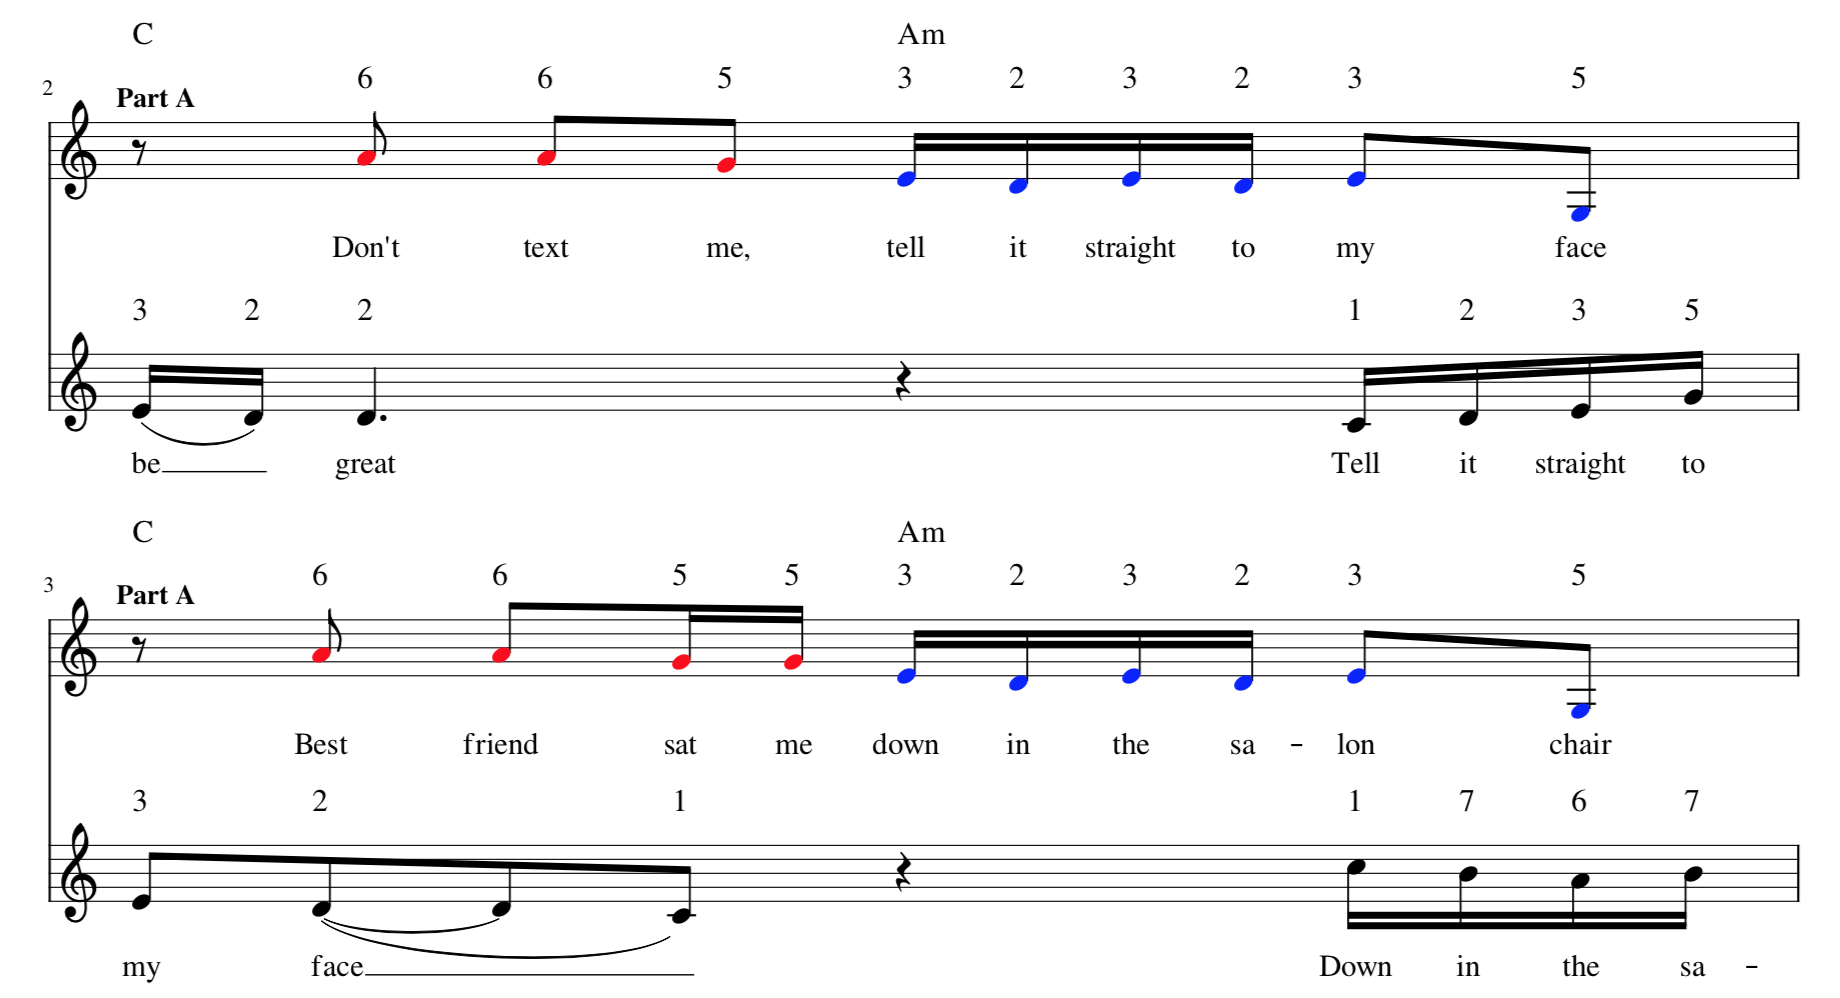 C Am
6 6 5 3 2 3 2 3 5
2 Part A
Don't text me, tell it straight to my face
3 2 2 1 2 3 5
be great Tell it straight to
C Am
6 6 5 5 3 2 3 2 3 5
3 Part A
Best friend sat me down in the sa - lon chair
3 2 1 1 7 6 7
my face Down in the sa -